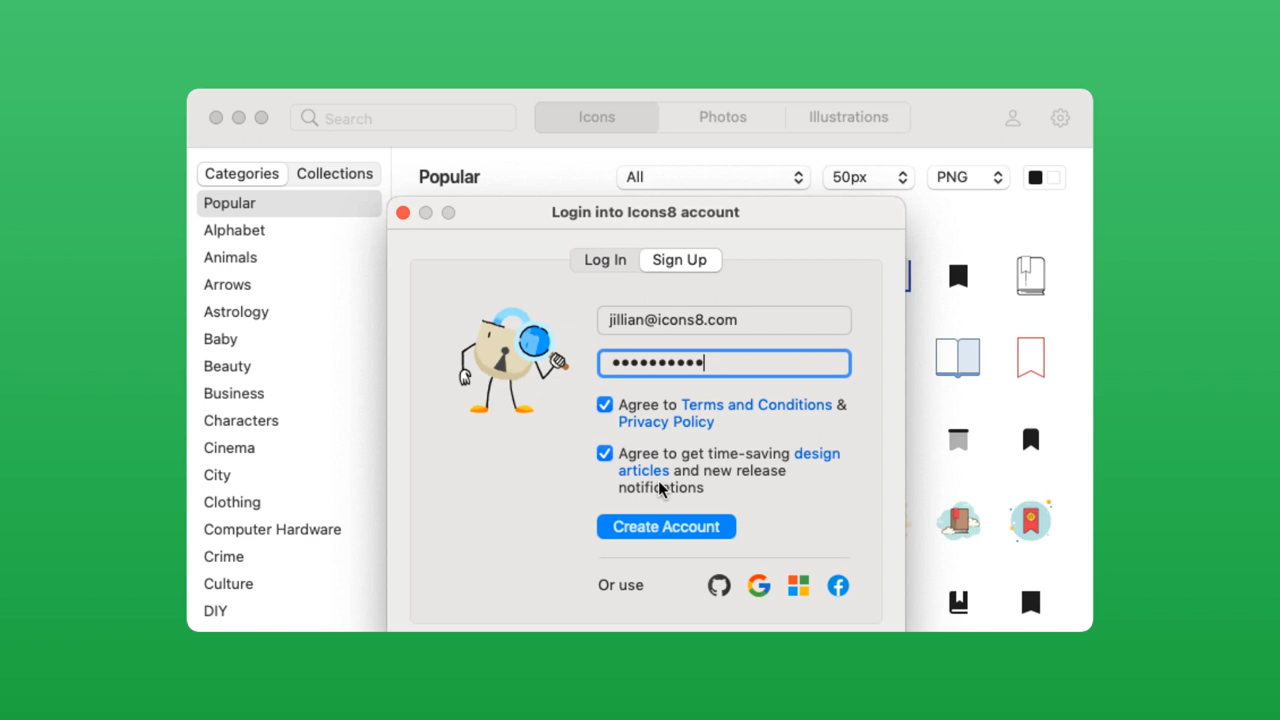 Search
Icons
Photos
Illustrations
Categories
Collections
Popular
All
50px
PNG
Popular
Alphabet
Animals
Arrows
Astrology
Baby
Beauty
Business
Characters
Cinema
City
Clothing
Computer Hardware
Crime
Culture
DIY
Login into Icons8 account
Log In
Sign Up
jillian@icons8.com
Agree to Terms and Conditions &
Privacy Policy
Agree to get time-saving design
articles and new release
notifications
Create Account
Or use